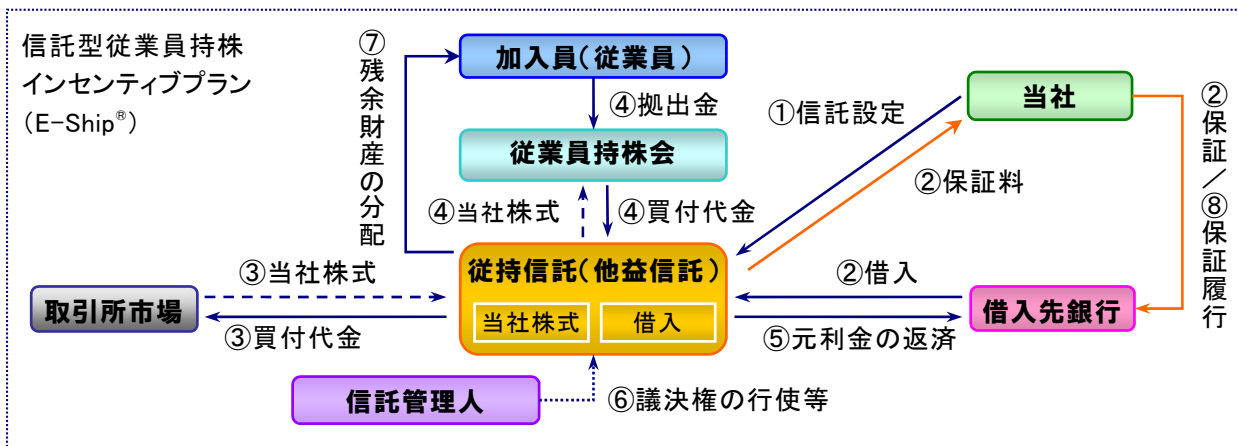 信託型従業員持株
インセンティブプラン
(E-Ship®)
⑦残余財産の分配
加入員(従業員)
④拠出金
従業員持株会
④当社株式
④買付代金
①信託設定
②保証料
当社
②保証/⑧保証履行
③当社株式
取引所市場
③買付代金
従持信託(他益信託)
当社株式
借入
②借入
⑤元利金の返済
借入先銀行
信託管理人
⑥議決権の行使等